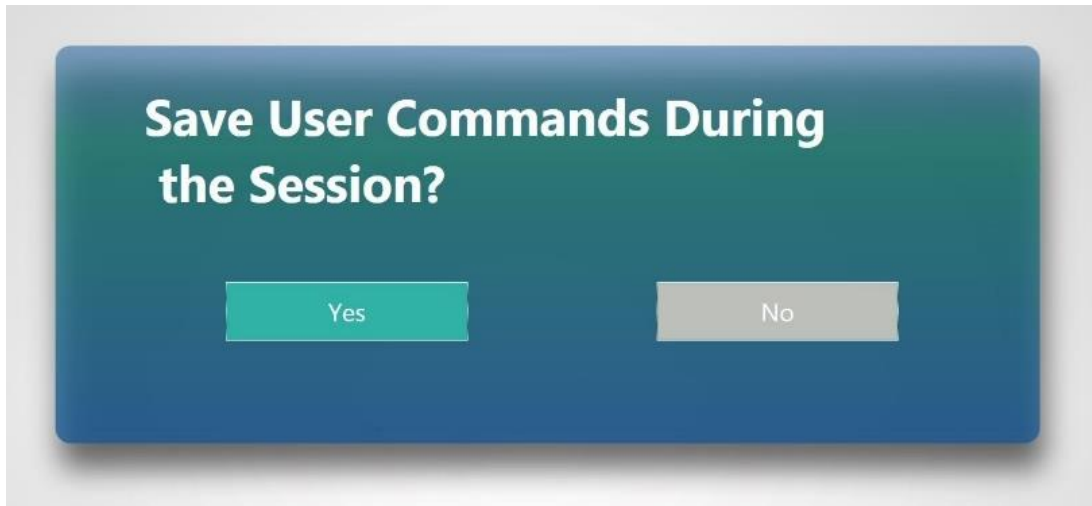 Save User Commands During
the Session?
Yes
No